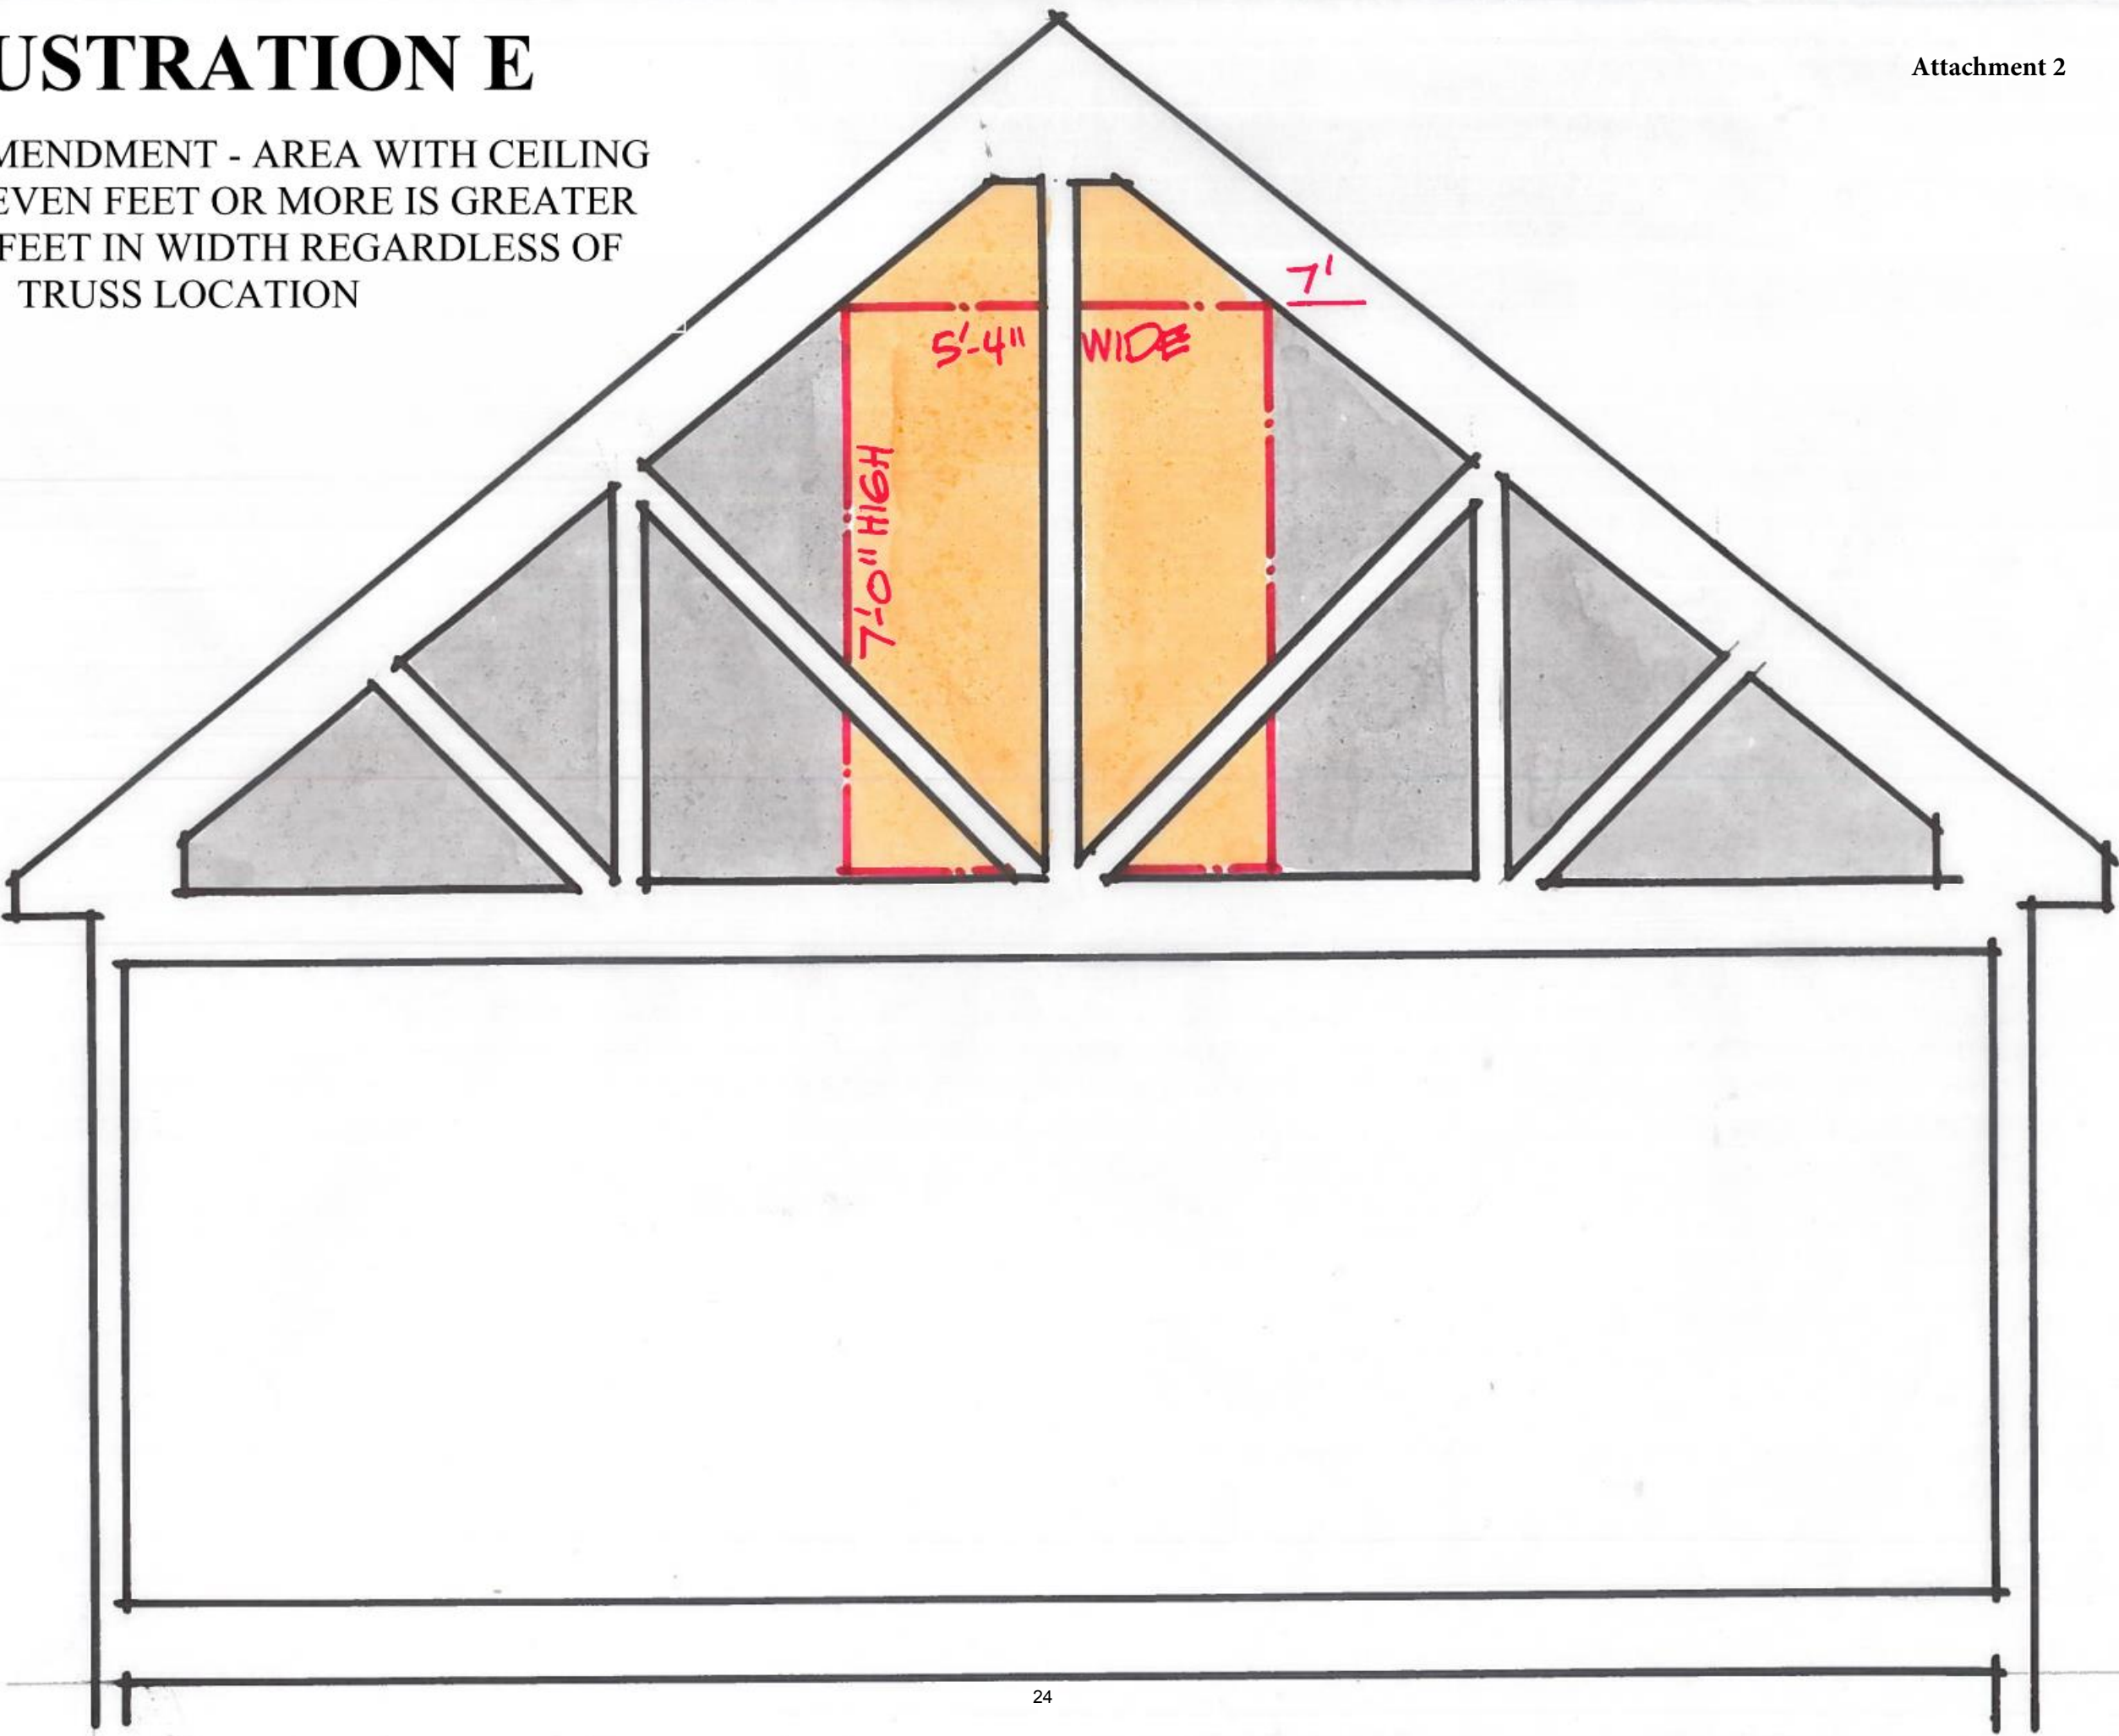 USTRATION E
Attachment 2
MENDMENT - AREA WITH CEILING
EVEN FEET OR MORE IS GREATER
FEET IN WIDTH REGARDLESS OF
TRUSS LOCATION
7'
5'-4" WIDE
7'-0" HIGH
24